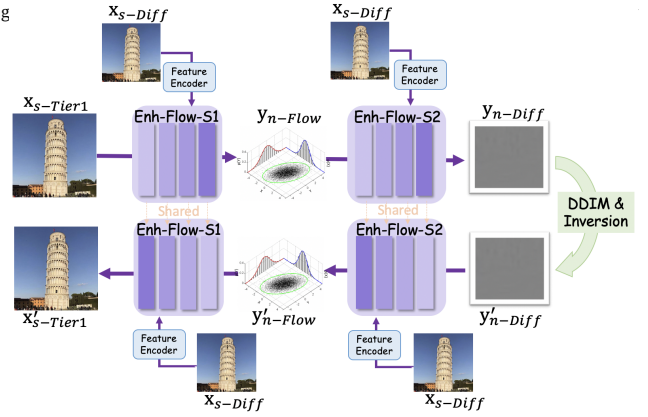 g
x_{s-Diff}
x_{s-Diff}
Feature
Encoder
Feature
Encoder
x_{s-Tier1}
Enh-Flow-S1
y_{n-Flow}
Enh-Flow-S2
y_{n-Diff}
Shared
Shared
DDIM &
Inversion
Enh-Flow-S1
Enh-Flow-S2
x'_{s-Tier1}
y'_{n-Flow}
y'_{n-Diff}
Feature
Encoder
Feature
Encoder
x_{s-Diff}
x_{s-Diff}